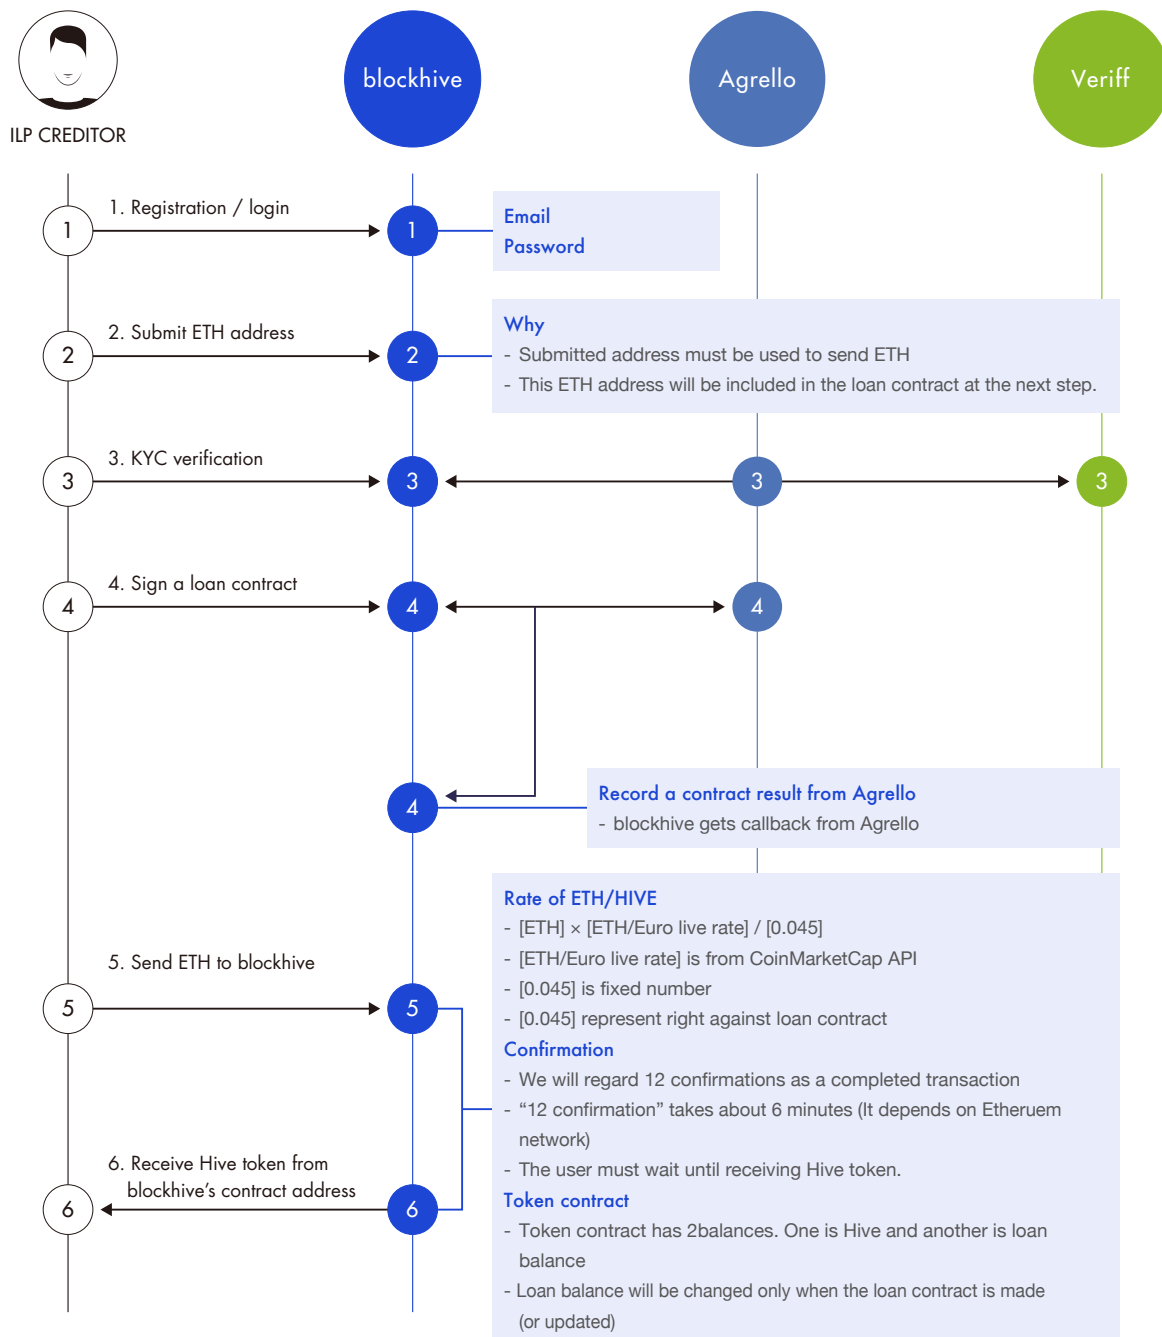 blockhive
Agrello
Veriff
ILP CREDITOR
1. Registration / login
1
1
Email
Password
2. Submit ETH address
2
2
Why
- Submitted address must be used to send ETH
- This ETH address will be included in the loan contract at the next step.
3. KYC verification
3
3
3
3
4. Sign a loan contract
4
4
4
4
Record a contract result from Agrello
- blockhive gets callback from Agrello
5. Send ETH to blockhive
5
5
Rate of ETH/HIVE
- [ETH] × [ETH/Euro live rate] / [0.045]
- [ETH/Euro live rate] is from CoinMarketCap API
- [0.045] is fixed number
- [0.045] represent right against loan contract
Confirmation
- We will regard 12 confirmations as a completed transaction
- “12 confirmation” takes about 6 minutes (It depends on Etheruem
network)
- The user must wait until receiving Hive token.
6. Receive Hive token from
blockhive’s contract address
6
6
Token contract
- Token contract has 2balances. One is Hive and another is loan
balance
- Loan balance will be changed only when the loan contract is made
(or updated)